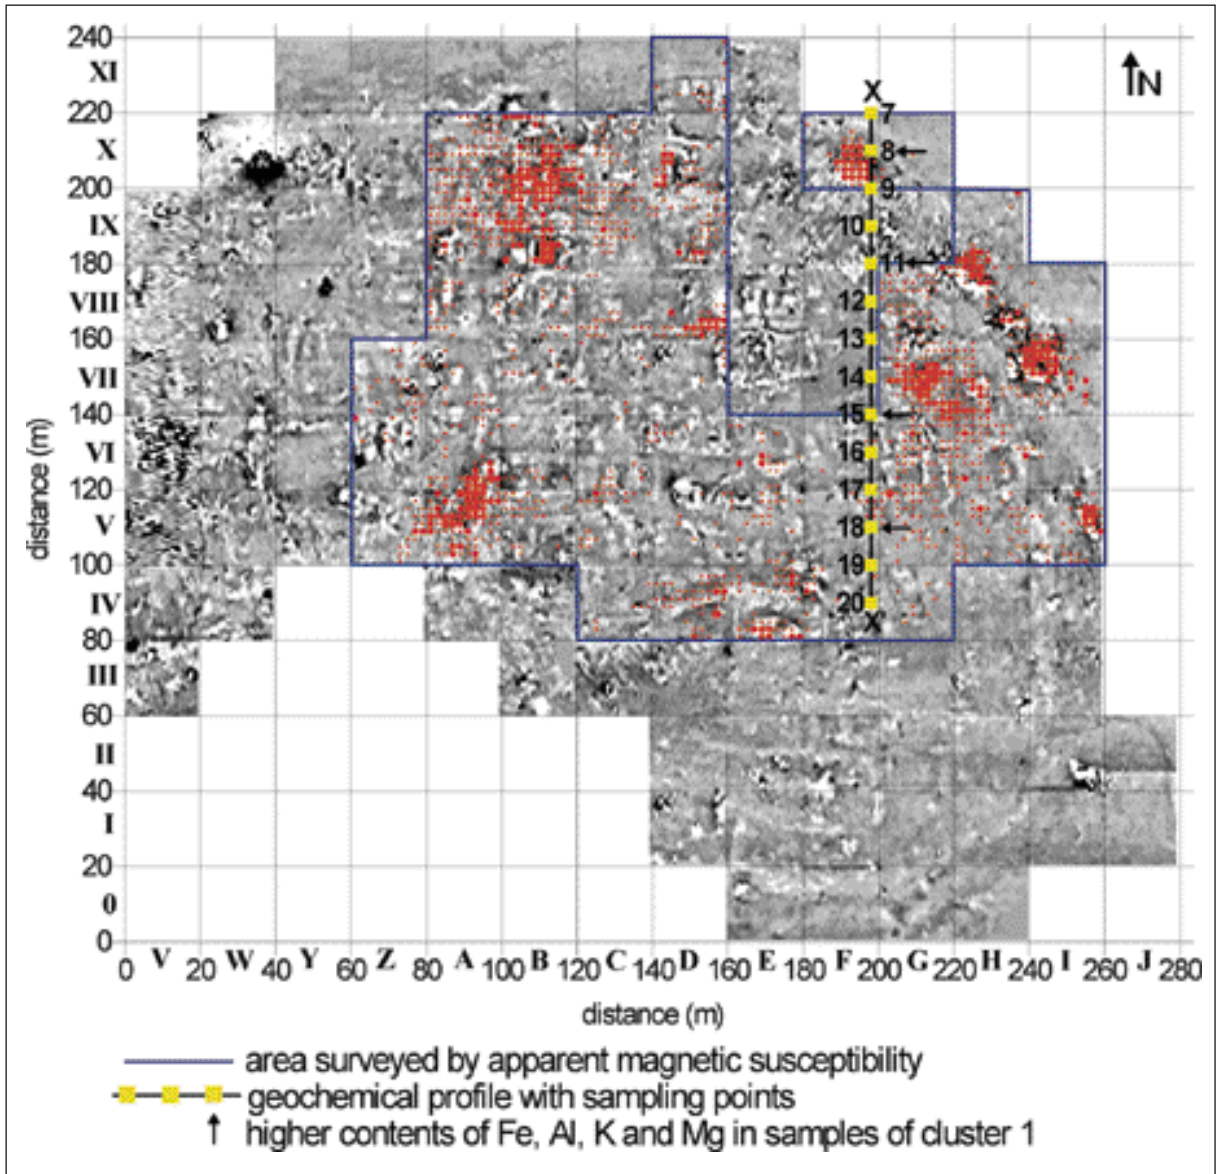 240
XI
N
X
220
7
X
8
200
9
IX
10
180
11
VIII
12
160
13
VII
14
140
15
VI
16
120
17
V
18
100
19
IV
20
X
80
III
60
II
40
I
20
0
0
distance (m)
0 V 20 W 40 Y 60 Z 80 A 100 B 120 C 140 D 160 E 180 F 200 G 220 H 240 I 260 J 280
distance (m)
area surveyed by apparent magnetic susceptibility
geochemical profile with sampling points
higher contents of Fe, Al, K and Mg in samples of cluster 1